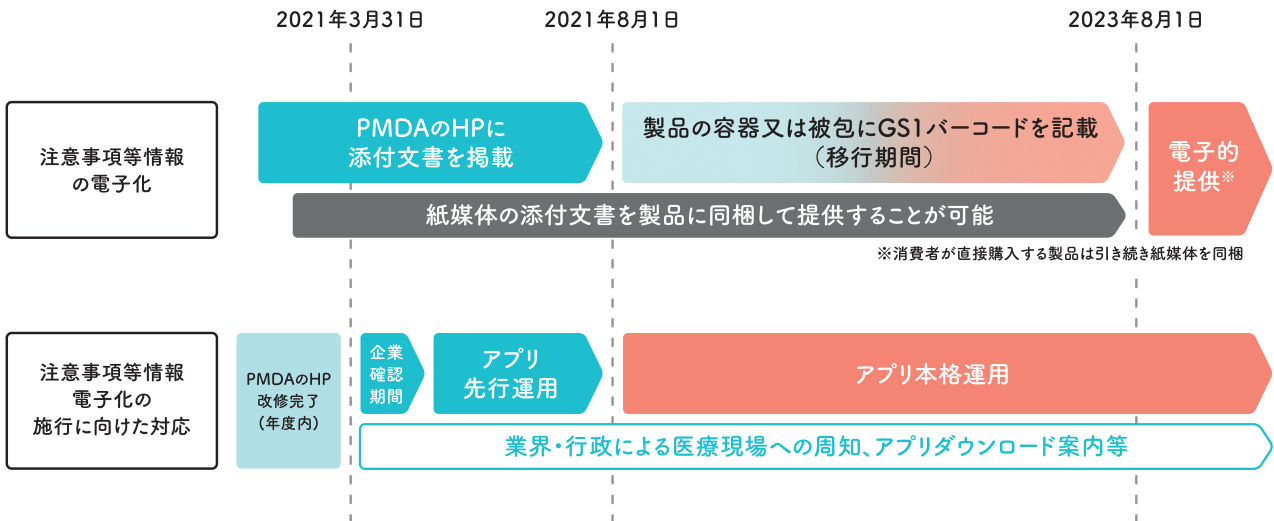 2021年3月31日
2021年8月1日
2023年8月1日
注意事項等情報
の電子化
PMDAのHPに
添付文書を掲載
製品の容器又は被包にGS1バーコードを記載
（移行期間）
電子的
提供※
紙媒体の添付文書を製品に同梱して提供することが可能
※消費者が直接購入する製品は引き続き紙媒体を同梱
注意事項等情報
電子化の
施行に向けた対応
PMDAのHP
改修完了
（年度内）
企業
確認
期間
アプリ
先行運用
アプリ本格運用
業界・行政による医療現場への周知、アプリダウンロード案内等